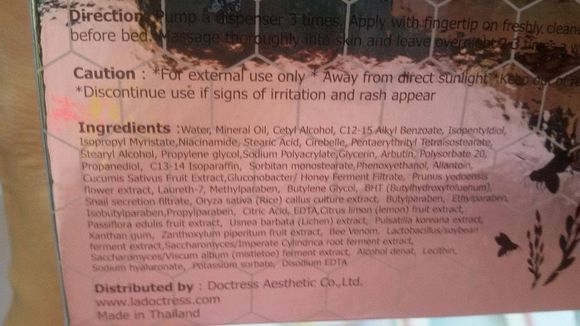 Direction: Pump a dispenser 3 times. Apply with fingertip on freshly cleane
before bed. Massage thoroughly into skin and leave overnight 2-3 time
Caution : *For external use only * Away from direct sunlight *Keep out of
*Discontinue use if signs of irritation and rash appear
Ingredients :Water, Mineral Oil, Cetyl Alcohol, C12-15 Alkyl Benzoate, Isopentyldiol,
Isopropyl Myristate,Niacinamide, Stearic Acid, Cirebelle, Pentaerythrityl Tetraisostearate,
Stearyl Alcohol, Propylene glycol,Sodium Polyacrylate,Glycerin, Arbutin, Polysorbate 20,
Propanediol, C13-14 Isoparaffin, Sorbitan monostearate,Phenoxyethanol, Allantoin,
Cucumis Sativus Fruit Extract,Gluconobacter/ Honey Ferment Filtrate, Prunus yedoensis
flower extract, Laureth-7, Methylparaben, Butylene Glycol, BHT (Butylhydroxytoluenum),
Snail secretion filtrate, Oryza sativa (Rice) callus culture extract, Butylparaben, Ethylparaben,
Isobutylparaben,Propylparaben, Citric Acid, EDTA,Citrus limon (lemon) fruit extract,
Passiflora edulis fruit extract, Usnea barbata (Lichen) extract, Pulsatilla koreana extract,
Xanthan gum, Zanthoxylum piperitum fruit extract, Bee Venom, Lactobacillus/soybean
ferment extract,Saccharomyces/Imperate Cylindrica root ferment extract,
Saccharomyces/Viscum album (mistletoe) ferment extract, Alcohol denat, Lecithin,
Sodium hyaluronate, Potassium sorbate, Disodium EDTA
Distributed by : Doctress Aesthetic Co.,Ltd.
www.ladoctress.com
Made in Thailand